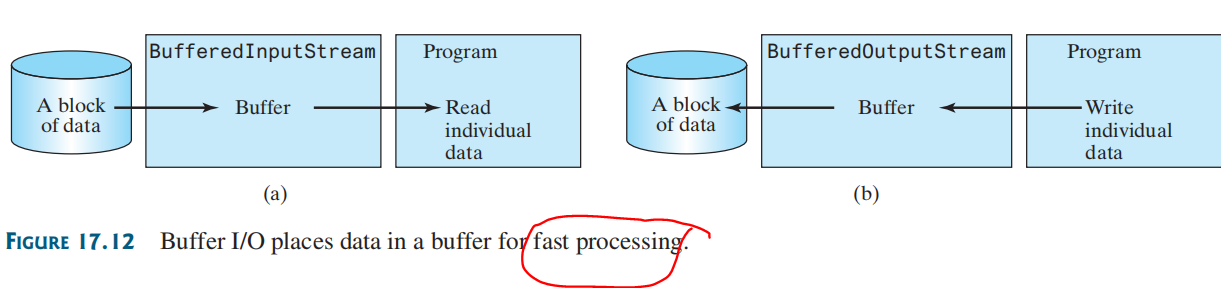 BufferedInputStream
Program
A block
of data
Buffer
Read
individual
data
(a)
BufferedOutputStream
Program
A block
of data
Buffer
Write
individual
data
(b)
FIGURE 17.12 Buffer I/O places data in a buffer for fast processing.